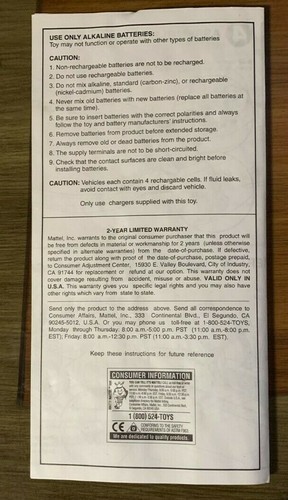 USE ONLY ALKALINE BATTERIES:
Toy may not function or operate with other types of batteries
CAUTION:
1. Non-rechargeable batteries are not to be recharged.
2. Do not use rechargeable batteries.
3. Do not mix alkaline, standard (carbon-zinc), or rechargeable
(nickel-cadmium) batteries.
4. Never mix old batteries with new batteries (replace all batteries at
the same time).
5. Be sure to insert batteries with the correct polarities and always
follow the toy and battery manufacturers' instructions.
6. Remove batteries from product before extended storage.
7. Always remove old or dead batteries from the product.
8. The supply terminals are not to be short-circuited.
9. Check that the contact surfaces are clean and bright before
installing batteries.
CAUTION: Vehicles each contain 4 rechargable cells. If fluid leaks,
avoid contact with eyes and discard vehicle.
Only use chargers supplied with this toy.
2-YEAR LIMITED WARRANTY
Mattel, Inc. warrants to the original consumer purchaser that this product will
be free from defects in material or workmanship for 2 years (unless otherwise
specified in alternate warranties) from the date-of-purchase. If defective,
return the product along with proof of the date-of-purchase, postage prepaid,
to Consumer Adjustment Center, 15930 E. Valley Boulevard, City of Industry,
CA 91744 for replacement or refund at our option. This warranty does not
cover damage resulting from accident, misuse or abuse. VALID ONLY IN
U.S.A. This warranty gives you specific legal rights and you may also have
other rights which vary from state to state.
Send only the product to the address above. Send all correspondence to
Consumer Affairs, Mattel, Inc. 333 Continental Blvd., El Segundo, CA
90245-5012, U.S.A. Or you may phone us toll-free at 1-800-524-TOYS,
Monday through Thursday, 8:00 a.m.-5:00 p.m. PST (11:00 a.m.-8:00 p.m.
EST); Friday: 8:00 a.m.-12:30 p.m. PST (11:00 a.m.-3:30 p.m. EST).
Keep these instructions for future reference
CONSUMER INFORMATION
1 (800) 524-TOYS
CONFORMS TO THE SAFETY
REQUIREMENTS OF ASTM F963.
We are dedicated to quality products.